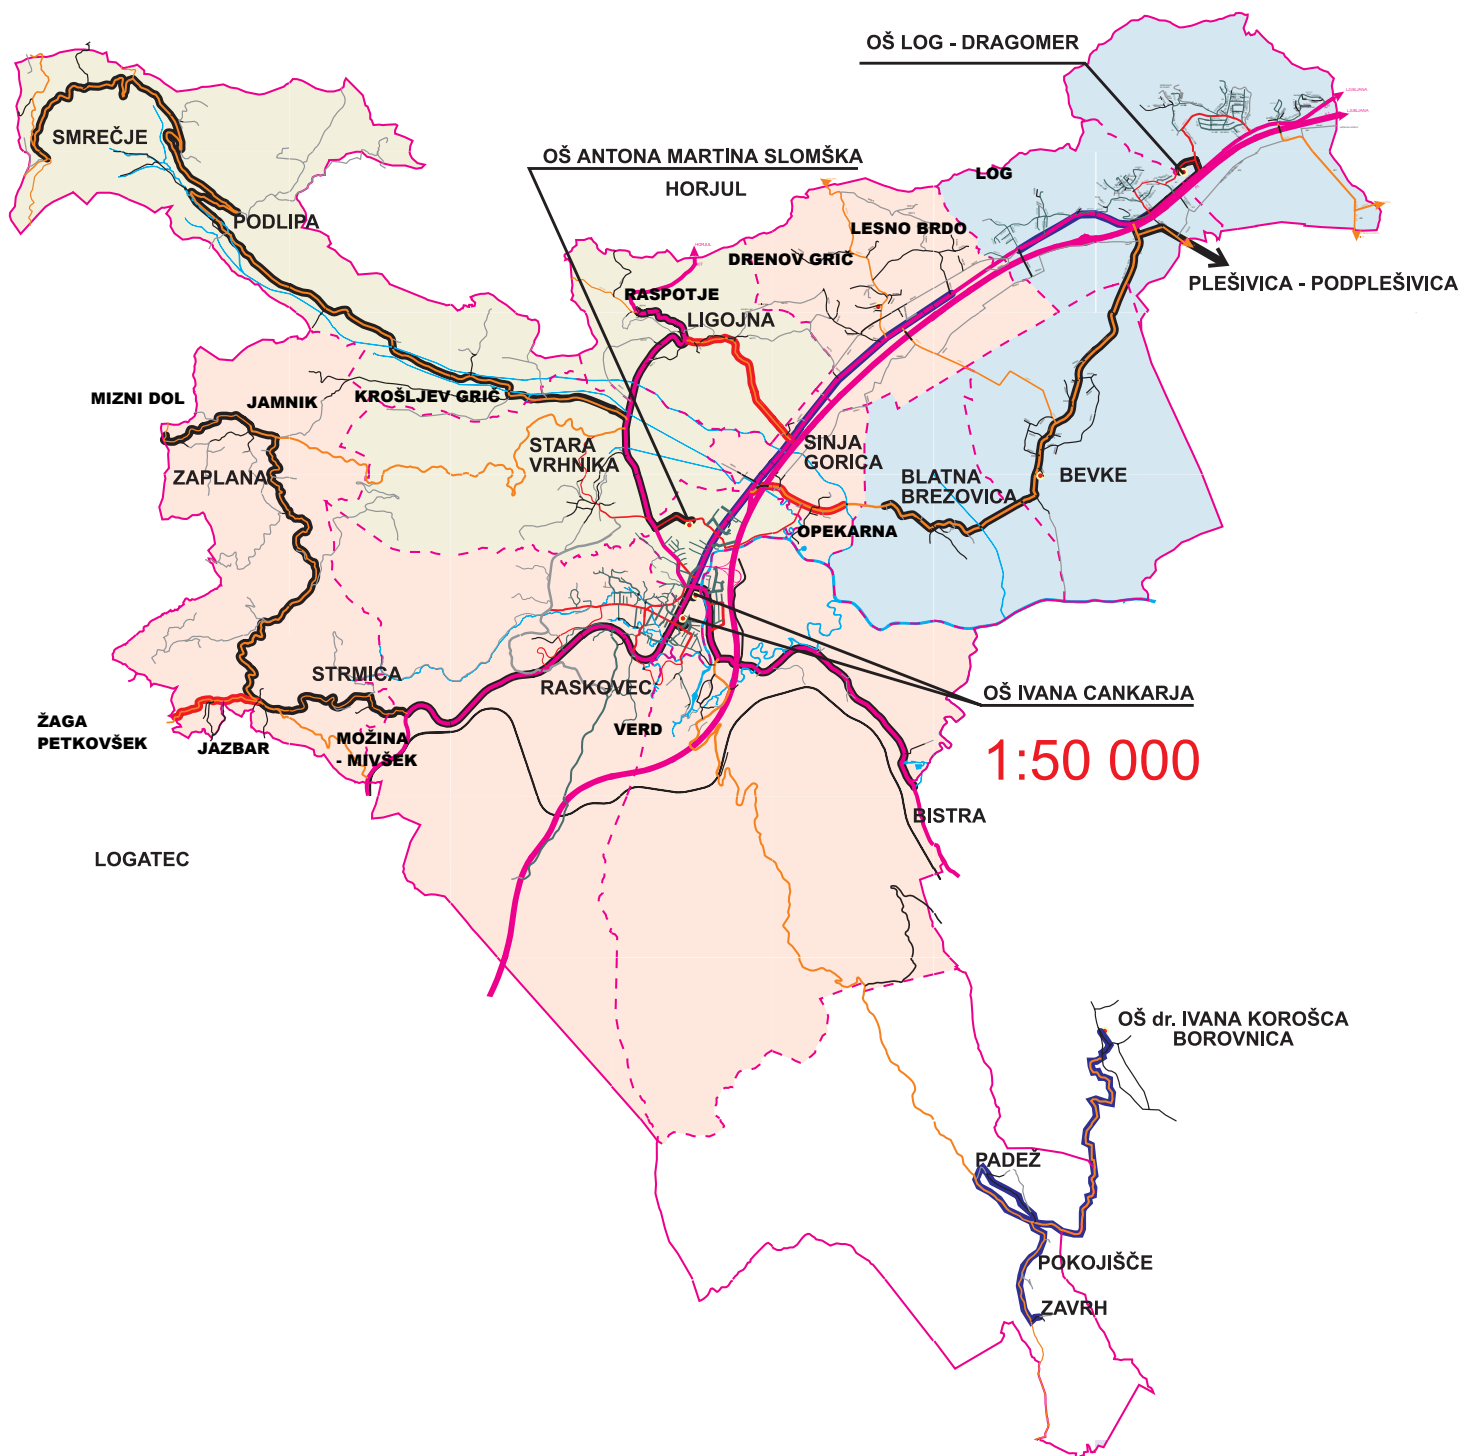 OŠ LOG - DRAGOMER
LJUBLJANA
LJUBLJANA
SMREČJE
OŠ ANTONA MARTINA SLOMŠKA
HORJUL
LOG
PODLIPA
LESNO BRDO
HORJUL
DRENOV GRIČ
PLEŠIVICA - PODPLEŠIVICA
RASPOTJE
LIGOJNA
MIZNI DOL
JAMNIK
KROŠLJEV GRIČ
STARA
VRHNIKA
SINJA
GORICA
ZAPLANA
BLATNA
BREZOVICA
BEVKE
OPEKARNA
STRMICA
RASKOVEC
OŠ IVANA CANKARJA
ŽAGA
PETKOVŠEK
JAZBAR
MOŽINA
- MIVŠEK
VERD
1:50 000
BISTRA
LOGATEC
OŠ dr. IVANA KOROŠCA
BOROVNICA
PADEŽ
POKOJIŠČE
ZAVRH